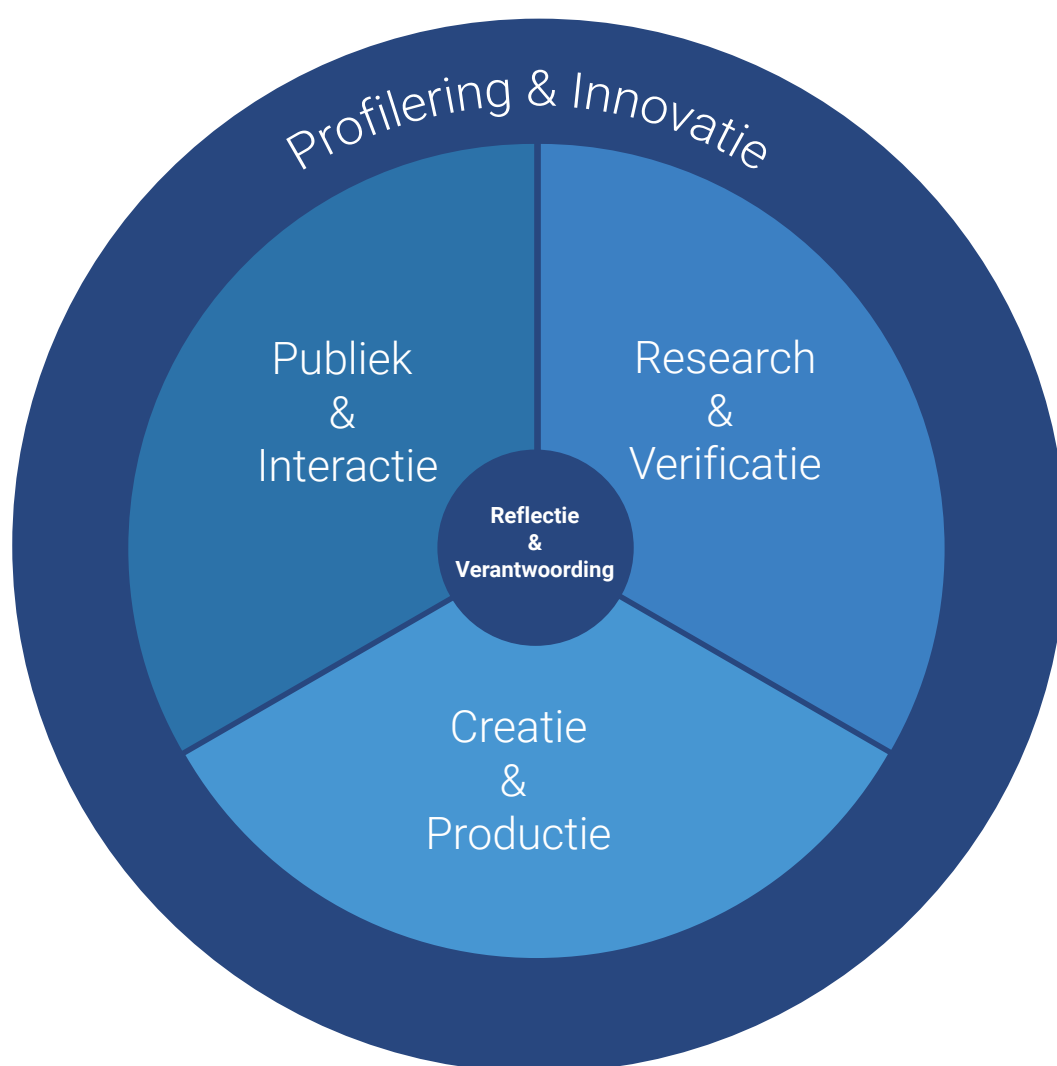 Profilering & Innovatie
Publiek
&
Interactie
Research
&
Verificatie
Reflectie
&
Verantwoording
Creatie
&
Productie